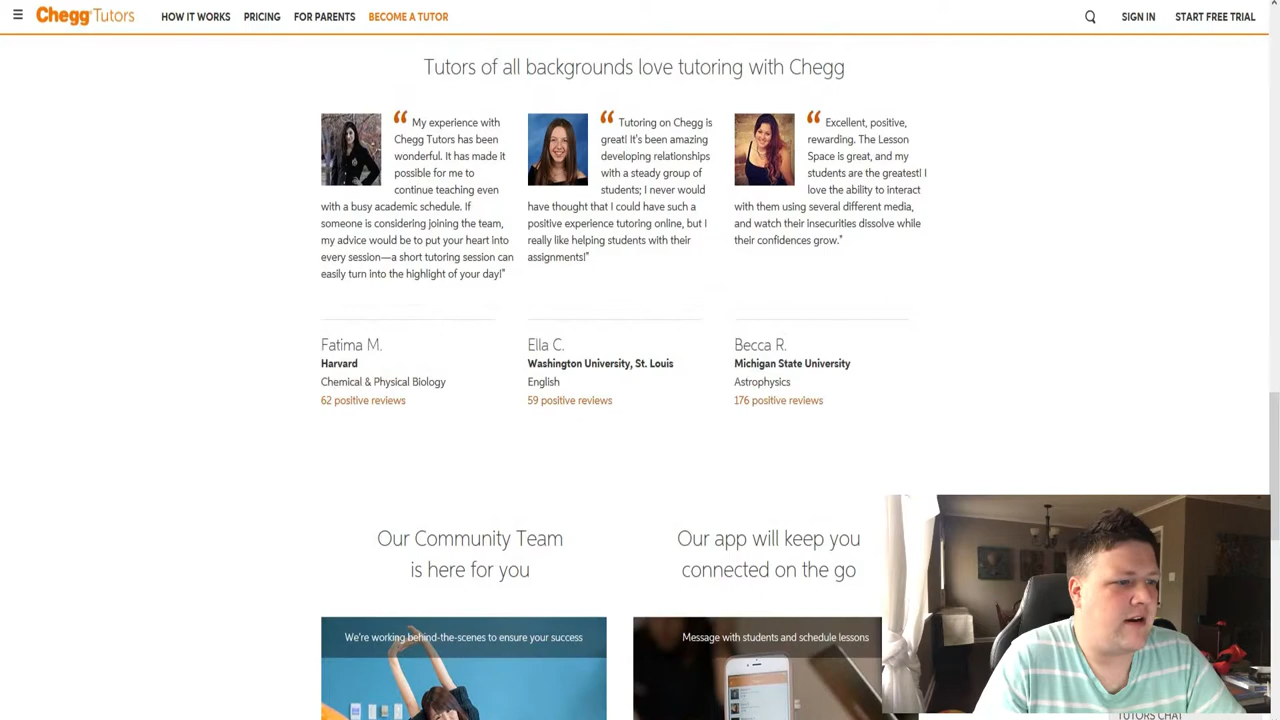 Chegg Tutors HOW IT WORKS PRICING FOR PARENTS BECOME A TUTOR SIGN IN START FREE TRIAL
Tutors of all backgrounds love tutoring with Chegg
“ My experience with
Chegg Tutors has been
wonderful. It has made it
possible for me to
continue teaching even
with a busy academic schedule. If
someone is considering joining the team,
my advice would be to put your heart into
every session—a short tutoring session can
easily turn into the highlight of your day!"
Fatima M.
Harvard
Chemical & Physical Biology
62 positive reviews
“ Tutoring on Chegg is
great! It's been amazing
developing relationships
with a steady group of
students; I never would
have thought that I could have such a
positive experience tutoring online, but I
really like helping students with their
assignments!"
Ella C.
Washington University, St. Louis
English
59 positive reviews
“ Excellent, positive,
rewarding. The Lesson
Space is great, and my
students are the greatest! I
love the ability to interact
with them using several different media,
and watch their insecurities dissolve while
their confidences grow."
Becca R.
Michigan State University
Astrophysics
176 positive reviews
Our Community Team
is here for you
We're working behind-the-scenes to ensure your success
Our app will keep you
connected on the go
Message with students and schedule lessons
TUTORS CHAT